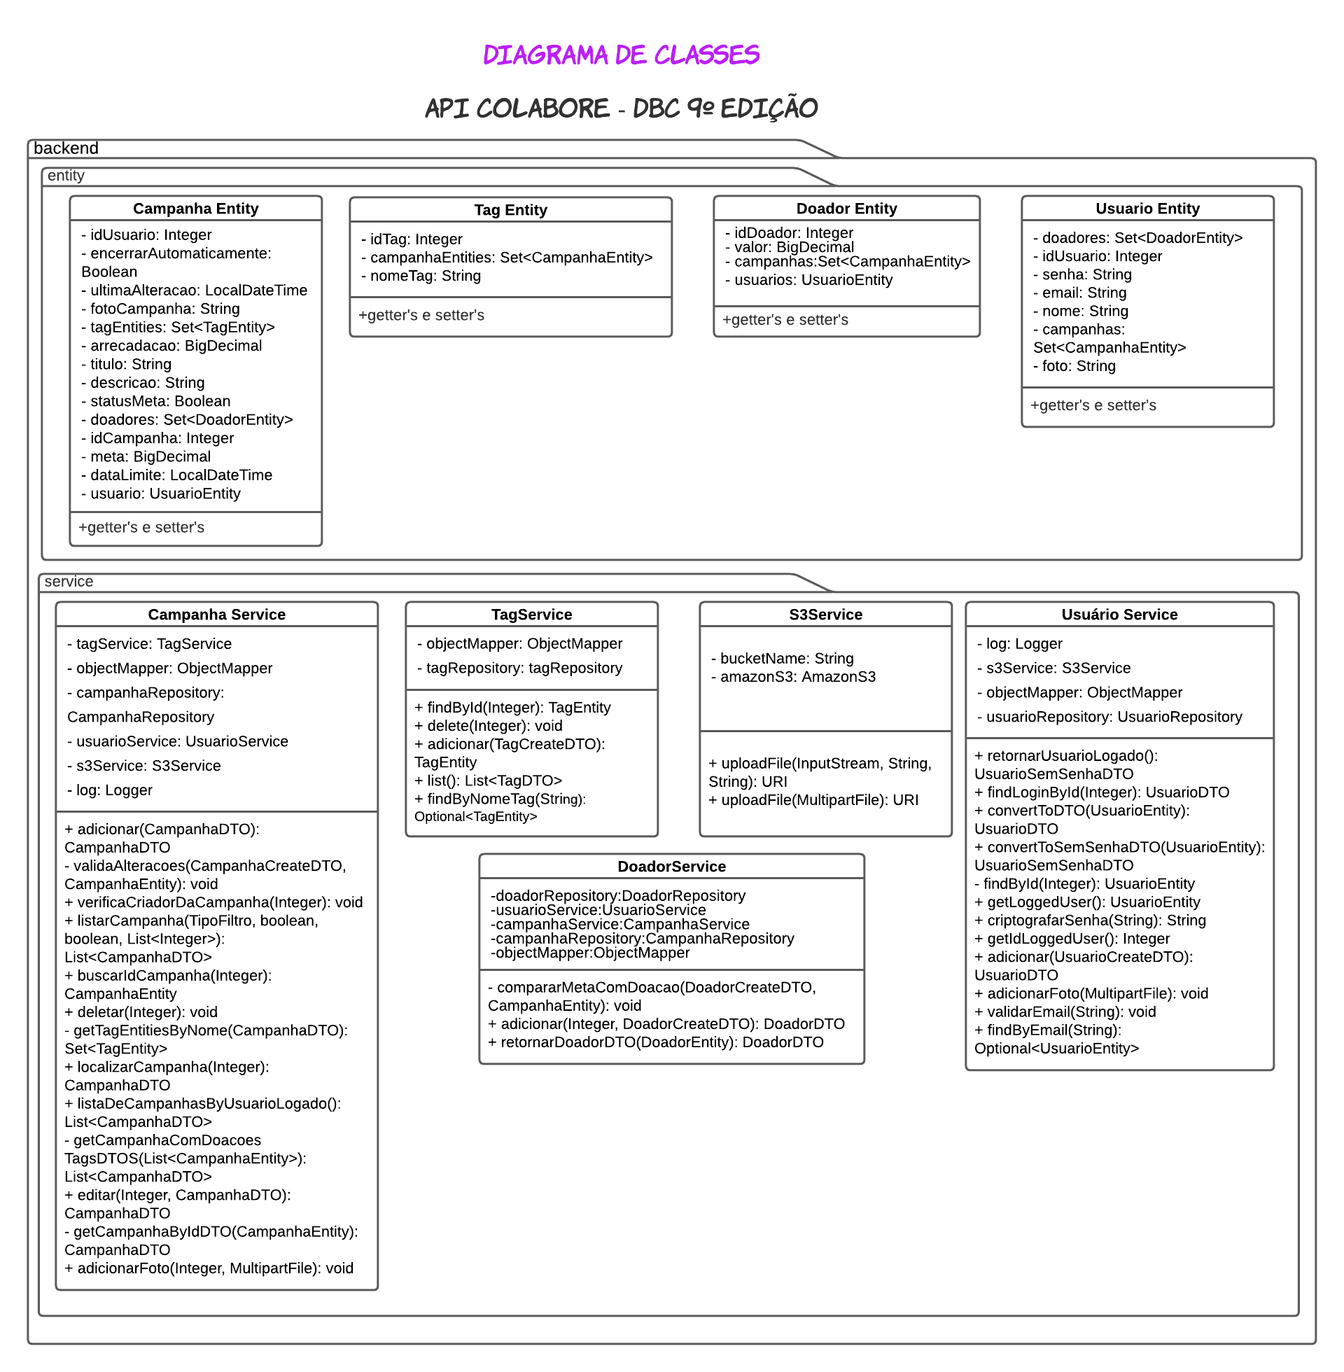 DIAGRAMA DE CLASSES
API COLABORE - DBC 9º EDIÇÃO
backend
entity
Campanha Entity
- idUsuario: Integer
- encerrarAutomaticamente:
Boolean
- ultimaAlteracao: LocalDateTime
- fotoCampanha: String
- tagEntities: Set<TagEntity>
- arrecadacao: BigDecimal
- titulo: String
- descricao: String
- statusMeta: Boolean
- doadores: Set<DoadorEntity>
- idCampanha: Integer
- meta: BigDecimal
- dataLimite: LocalDateTime
- usuario: UsuarioEntity
+getter's e setter's
Tag Entity
- idTag: Integer
- campanhaEntities: Set<CampanhaEntity>
- nomeTag: String
+getter's e setter's
Doador Entity
- idDoador: Integer
- valor: BigDecimal
- campanhas:Set<CampanhaEntity>
- usuarios: UsuarioEntity
+getter's e setter's
Usuario Entity
- doadores: Set<DoadorEntity>
- idUsuario: Integer
- senha: String
- email: String
- nome: String
- campanhas:
Set<CampanhaEntity>
- foto: String
+getter's e setter's
service
Campanha Service
- tagService: TagService
- objectMapper: ObjectMapper
- campanhaRepository:
CampanhaRepository
- usuarioService: UsuarioService
- s3Service: S3Service
- log: Logger
+ adicionar(CampanhaDTO):
CampanhaDTO
- validaAlteracoes(CampanhaCreateDTO,
CampanhaEntity): void
+ verificaCriadorDaCampanha(Integer): void
+ listarCampanha(TipoFiltro, boolean,
boolean, List<Integer>):
List<CampanhaDTO>
+ buscarIdCampanha(Integer):
CampanhaEntity
+ deletar(Integer): void
- getTagEntitiesByNome(CampanhaDTO):
Set<TagEntity>
+ localizarCampanha(Integer):
CampanhaDTO
+ listaDeCampanhasByUsuarioLogado():
List<CampanhaDTO>
- getCampanhaComDoacoes
TagsDTOS(List<CampanhaEntity>):
List<CampanhaDTO>
+ editar(Integer, CampanhaDTO):
CampanhaDTO
- getCampanhaByIdDTO(CampanhaEntity):
CampanhaDTO
+ adicionarFoto(Integer, MultipartFile): void
TagService
- objectMapper: ObjectMapper
- tagRepository: tagRepository
+ findById(Integer): TagEntity
+ delete(Integer): void
+ adicionar(TagCreateDTO):
TagEntity
+ list(): List<TagDTO>
+ findByNomeTag(String):
Optional<TagEntity>
S3Service
- bucketName: String
- amazonS3: AmazonS3
+ uploadFile(InputStream, String,
String): URI
+ uploadFile(MultipartFile): URI
Usuário Service
- log: Logger
- s3Service: S3Service
- objectMapper: ObjectMapper
- usuarioRepository: UsuarioRepository
+ retornarUsuarioLogado():
UsuarioSemSenhaDTO
+ findLoginById(Integer): UsuarioDTO
+ convertToDTO(UsuarioEntity):
UsuarioDTO
+ convertToSemSenhaDTO(UsuarioEntity):
UsuarioSemSenhaDTO
- findById(Integer): UsuarioEntity
+ getLoggedUser(): UsuarioEntity
+ criptografarSenha(String): String
+ getIdLoggedUser(): Integer
+ adicionar(UsuarioCreateDTO):
UsuarioDTO
+ adicionarFoto(MultipartFile): void
+ validarEmail(String): void
+ findByEmail(String):
Optional<UsuarioEntity>
DoadorService
-doadorRepository:DoadorRepository
-usuarioService:UsuarioService
-campanhaService:CampanhaService
-campanhaRepository:CampanhaRepository
-objectMapper:ObjectMapper
- compararMetaComDoacao(DoadorCreateDTO,
CampanhaEntity): void
+ adicionar(Integer, DoadorCreateDTO): DoadorDTO
+ retornarDoadorDTO(DoadorEntity): DoadorDTO